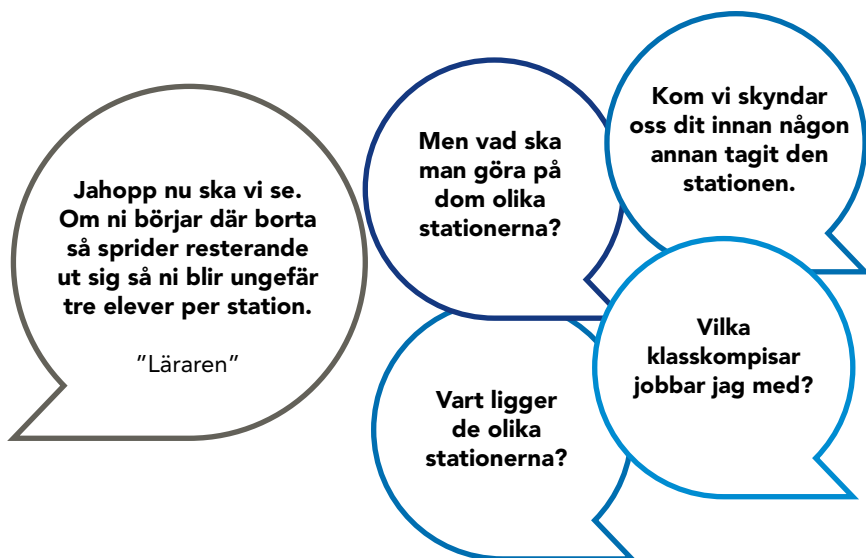 Jahopp nu ska vi se.
Om ni börjar där borta
så sprider resterande
ut sig så ni blir ungefär
tre elever per station.
”Läraren”
Men vad ska
man göra på
dom olika
stationerna?
Kom vi skyndar
oss dit innan någon
annan tagit den
stationen.
Vart ligger
de olika
stationerna?
Vilka
klasskompisar
jobbar jag med?